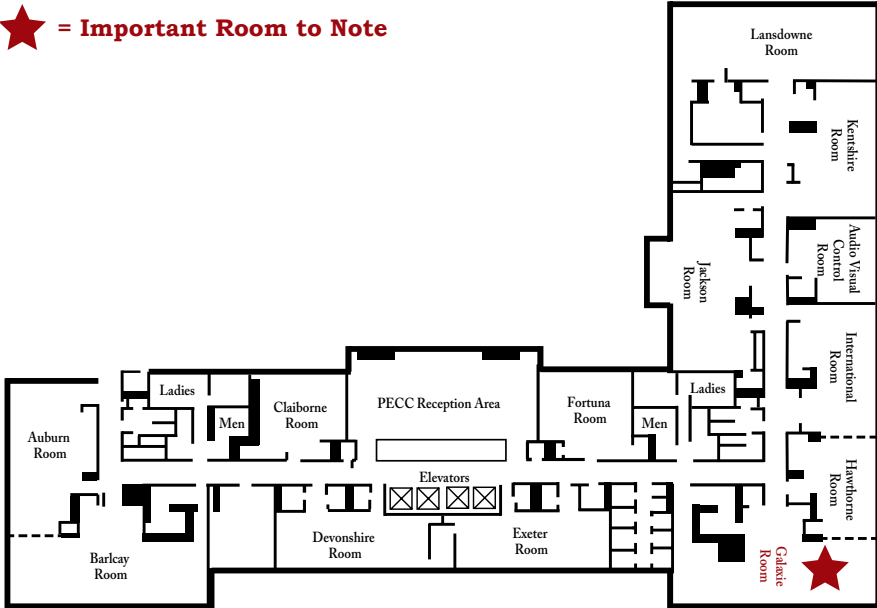 = Important Room to Note
Lansdowne
Room
Kentshire
Room
Audio Visual
Control
Room
Jackson
Room
International
Room
Ladies
Men
Claiborne
Room
PECC Reception Area
Fortuna
Room
Men
Ladies
Auburn
Room
Elevators
Hawthorne
Room
Barlcay
Room
Devonshire
Room
Exeter
Room
Galaxie
Room